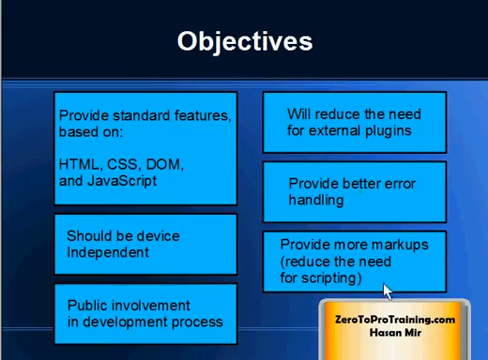 Objectives
Provide standard features,
based on:
HTML, CSS, DOM,
and JavaScript
Should be device
Independent
Public involvement
in development process
Will reduce the need
for external plugins
Provide better error
handling
Provide more markups
(reduce the need
for scripting)
ZeroToProTraining.com
Hasan Mir